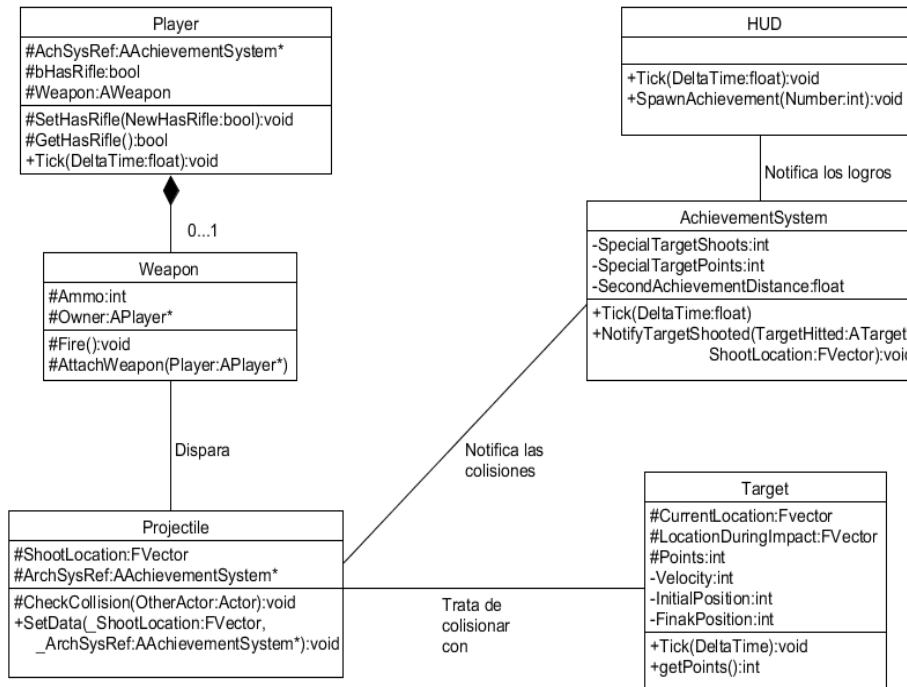 Player
#AchSysRef:AAchievementSystem*
#bHasRifle:bool
#Weapon:AWeapon
#SetHasRifle(NewHasRifle:bool):void
#GetHasRifle():bool
+Tick(DeltaTime:float):void
0...1
Weapon
#Ammo:int
#Owner:APlayer*
#Fire():void
#AttachWeapon(Player:APlayer*)
Dispara
Projectile
#ShootLocation:FVector
#ArchSysRef:AAchievementSystem*
#CheckCollision(OtherActor:Actor):void
+SetData(_ShootLocation:FVector,
_ArchSysRef:AAchievementSystem*):void
HUD
+Tick(DeltaTime:float):void
+SpawnAchievement(Number:int):void
Notifica los logros
AchievementSystem
-SpecialTargetShoots:int
-SpecialTargetPoints:int
-SecondAchievementDistance:float
+Tick(DeltaTime:float)
+NotifyTargetShooted(TargetHitted:ATarget
ShootLocation:FVector):void
Notifica las
colisiones
Trata de
colisionar
con
Target
#CurrentLocation:Fvector
#LocationDuringImpact:FVector
#Points:int
-Velocity:int
-InitialPosition:int
-FinakPosition:int
+Tick(DeltaTime):void
+getPoints():int